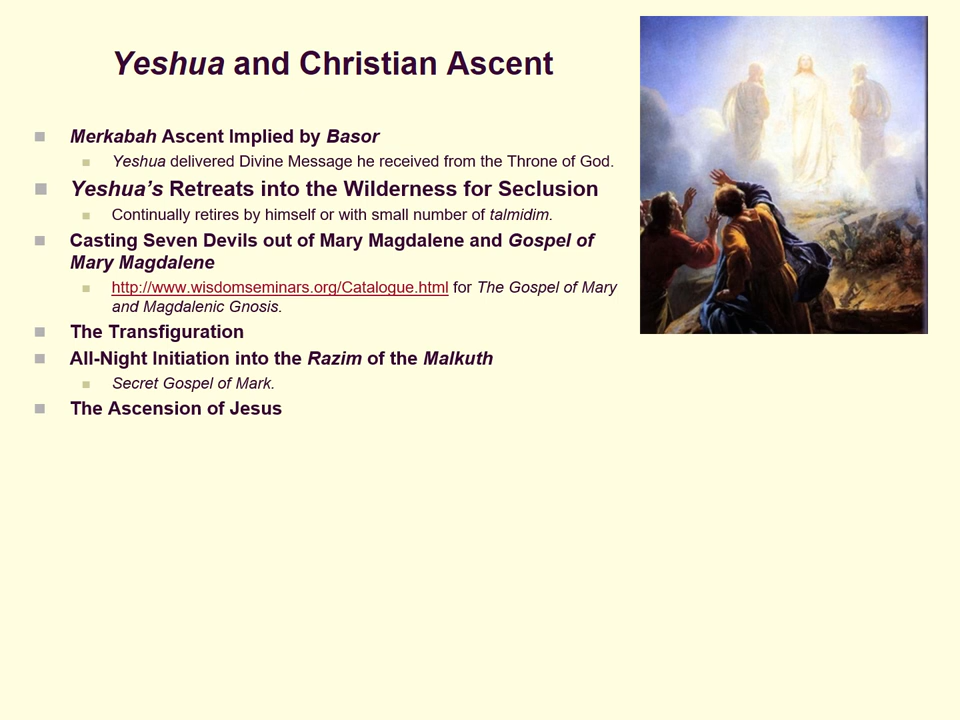 Yeshua and Christian Ascent
Merkabah Ascent Implied by Basor
Yeshua delivered Divine Message he received from the Throne of God.
Yeshua’s Retreats into the Wilderness for Seclusion
Continually retires by himself or with small number of talmidim.
Casting Seven Devils out of Mary Magdalene and Gospel of
Mary Magdalene
http://www.wisdomseminars.org/Catalogue.html for The Gospel of Mary
and Magdalenic Gnosis.
The Transfiguration
All-Night Initiation into the Razim of the Malkuth
Secret Gospel of Mark.
The Ascension of Jesus